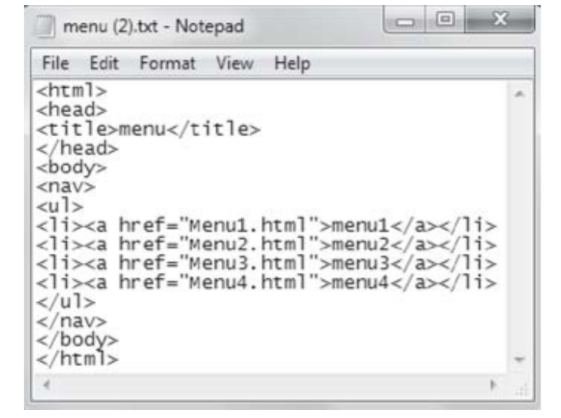 menu (2).txt - Notepad
File Edit Format View Help
<html>
<head>
<title>menu</title>
</head>
<body>
<nav>
<ul>
<li><a href="Menu1.html">menu1</a></li>
<li><a href="Menu2.html">menu2</a></li>
<li><a href="Menu3.html">menu3</a></li>
<li><a href="Menu4.html">menu4</a></li>
</ul>
</nav>
</body>
</html>